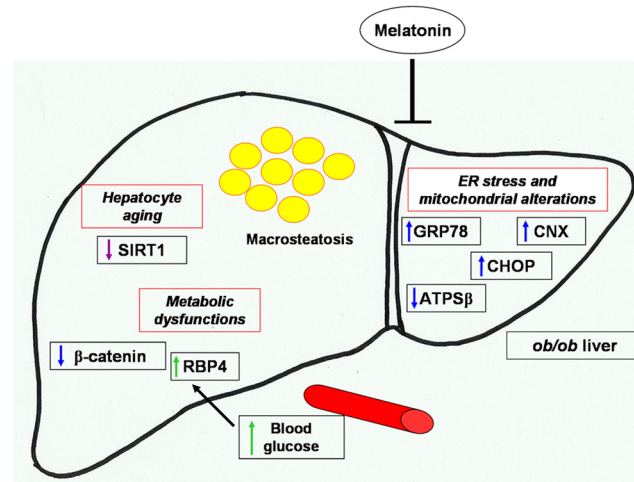 Melatonin
Hepatocyte
aging
SIRT1
Macrosteatosis
Metabolic
dysfunctions
β-catenin
RBP4
Blood
glucose
ER stress and
mitochondrial alterations
GRP78
CNX
CHOP
ATPSβ
ob/ob liver